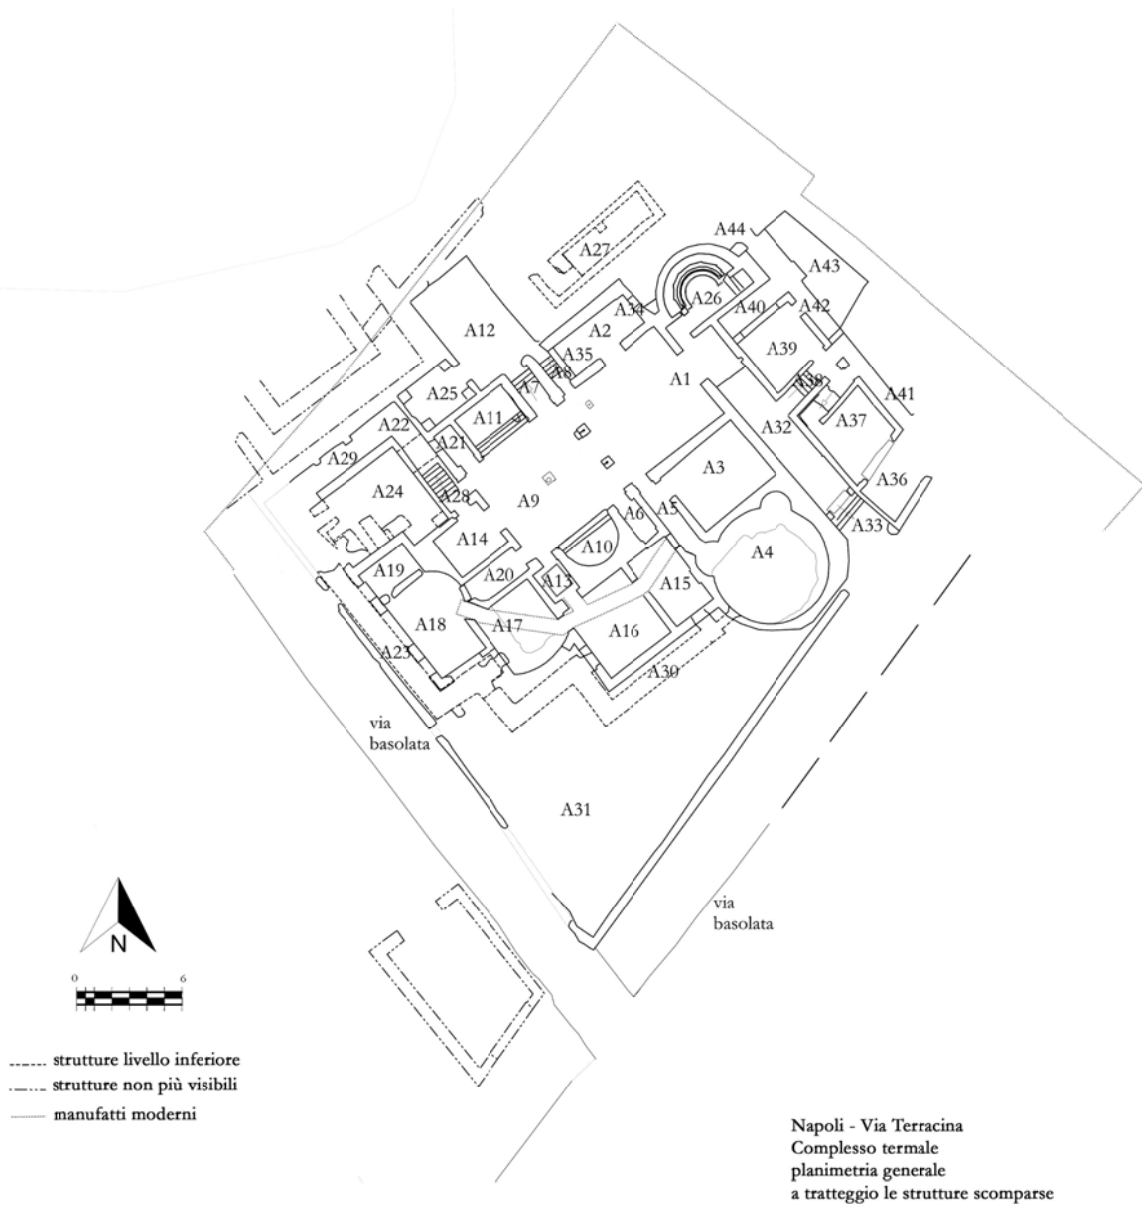 A44
A27
A43
A26
A34
A40
A42
A2
A12
A35
A39
A8
A7
A1
A38
A25
A41
A11
A37
A22
A32
A21
A29
A3
A36
A24
A28
A9
A5
A6
A33
A14
A10
A4
A19
A20
A13
A15
A18
A17
A16
A23
A30
via
basolata
A31
via
basolata
N
0 6
strutture livello inferiore
strutture non più visibili
manufatti moderni
Napoli - Via Terracina
Complesso termale
planimetria generale
a tratteggio le strutture scomparse